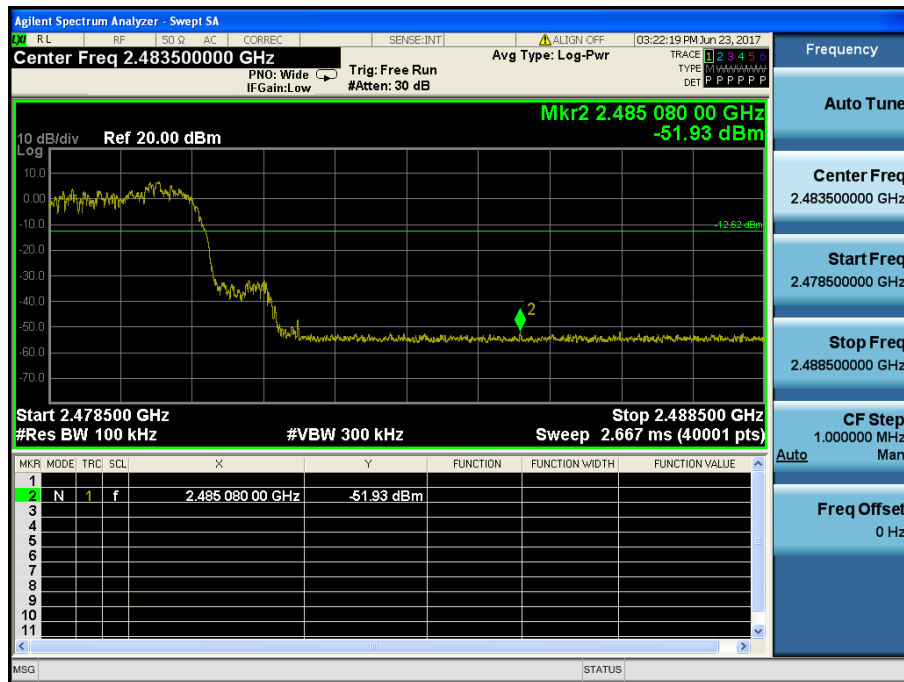 Agilent Spectrum Analyzer - Swept SA
LXI RL RF 50 Ω AC CORREC SENSE:INT ALIGN OFF 03:22:19 PM Jun 23, 2017
Center Freq 2.483500000 GHz
PNO: Wide
IFGain:Low
Trig: Free Run
#Atten: 30 dB
Avg Type: Log-Pwr
TRACE 1 2 3 4 5 6
TYPE M WWWWW
DET P P P P P P
Mkr2 2.485 080 00 GHz
-51.93 dBm
10 dB/div Ref 20.00 dBm
Log
10.0
0.00
-10.0
-12.62 dBm
-20.0
-30.0
-40.0
2
-50.0
-60.0
-70.0
Start 2.478500 GHz Stop 2.488500 GHz
#Res BW 100 kHz #VBW 300 kHz Sweep 2.667 ms (40001 pts)
MKR MODE TRC SCL X Y FUNCTION FUNCTION WIDTH FUNCTION VALUE
1
2 N 1 f 2.485 080 00 GHz -51.93 dBm
3
4
5
6
7
8
9
10
11
MSG STATUS
Frequency
Auto Tune
Center Freq
2.483500000 GHz
Start Freq
2.478500000 GHz
Stop Freq
2.488500000 GHz
CF Step
1.000000 MHz
Auto Man
Freq Offset
0 Hz